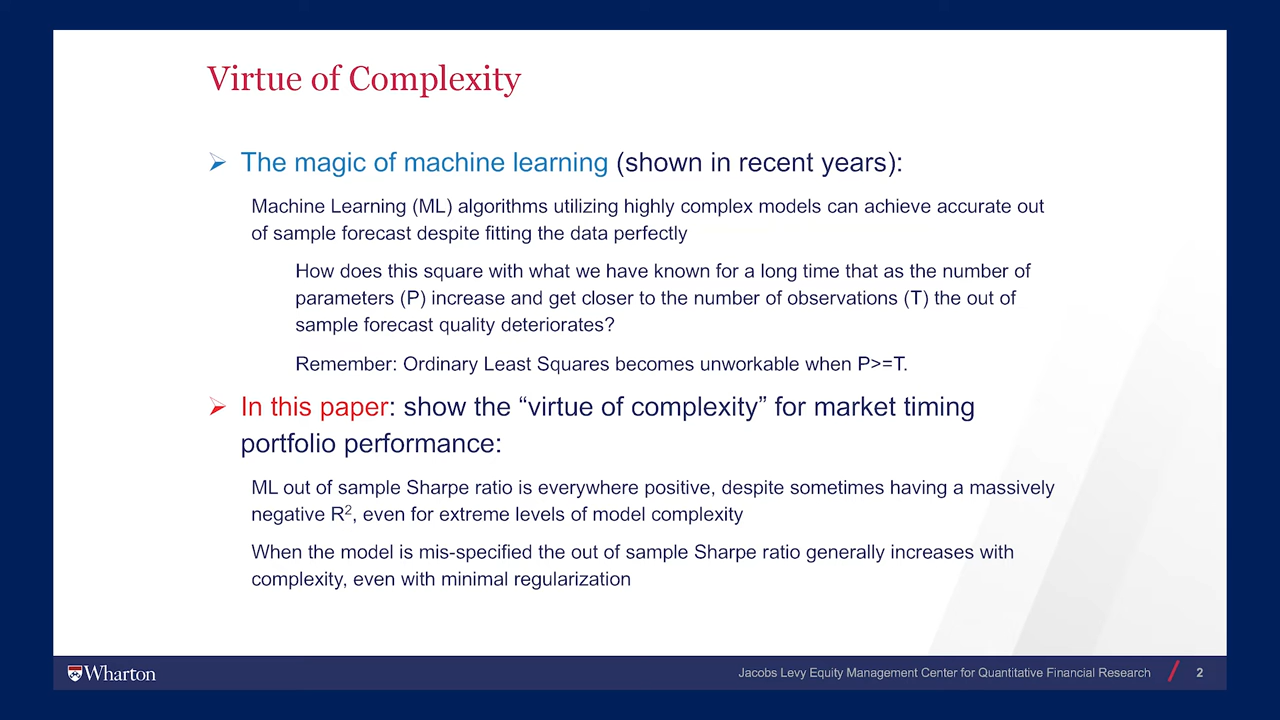 Virtue of Complexity
The magic of machine learning (shown in recent years):
Machine Learning (ML) algorithms utilizing highly complex models can achieve accurate out
of sample forecast despite fitting the data perfectly
How does this square with what we have known for a long time that as the number of
parameters (P) increase and get closer to the number of observations (T) the out of
sample forecast quality deteriorates?
Remember: Ordinary Least Squares becomes unworkable when P>=T.
In this paper: show the “virtue of complexity” for market timing
portfolio performance:
ML out of sample Sharpe ratio is everywhere positive, despite sometimes having a massively
negative R², even for extreme levels of model complexity
When the model is mis-specified the out of sample Sharpe ratio generally increases with
complexity, even with minimal regularization
Wharton
Jacobs Levy Equity Management Center for Quantitative Financial Research / 2